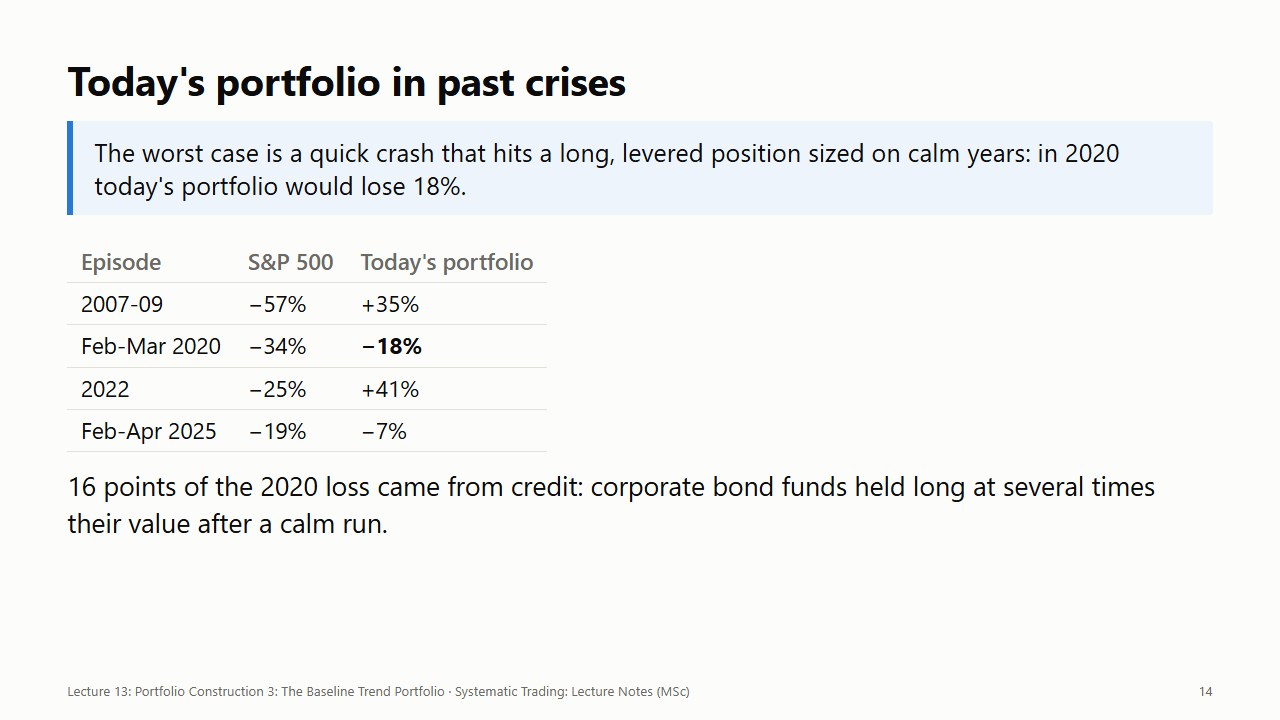 Today's portfolio in past crises
The worst case is a quick crash that hits a long, levered position sized on calm years: in 2020
today's portfolio would lose 18%.
Episode S&P 500 Today's portfolio
2007-09 −57% +35%
Feb-Mar 2020 −34% −18%
2022 −25% +41%
Feb-Apr 2025 −19% −7%
16 points of the 2020 loss came from credit: corporate bond funds held long at several times
their value after a calm run.
Lecture 13: Portfolio Construction 3: The Baseline Trend Portfolio · Systematic Trading: Lecture Notes (MSc) 14